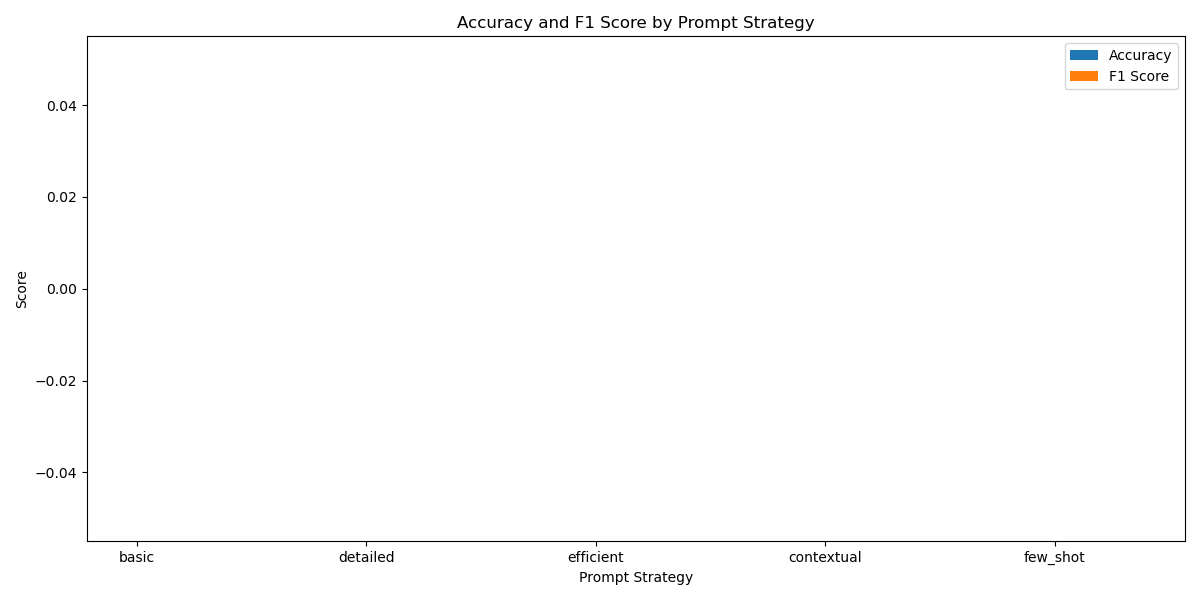 Accuracy and F1 Score by Prompt Strategy
Accuracy
F1 Score
0.04
0.02
0.00
−0.02
−0.04
Score
basic
detailed
efficient
contextual
few_shot
Prompt Strategy